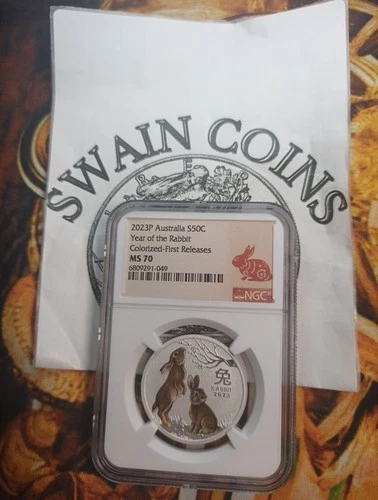 SWAIN COINS
2023P Australia S50C
Year of the Rabbit
Colorized-First Releases
MS 70
6809291-049
NGC
兔
RABBIT
2023